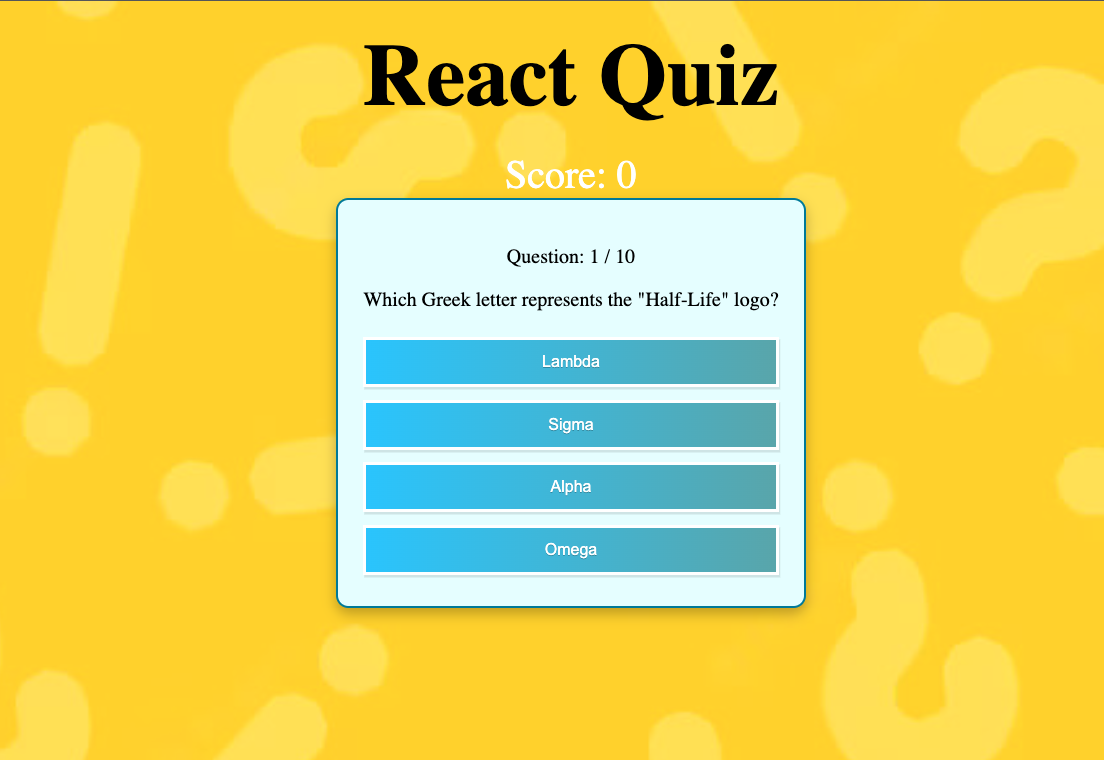 React Quiz
Score: 0
Question: 1 / 10
Which Greek letter represents the "Half-Life" logo?
Lambda
Sigma
Alpha
Omega